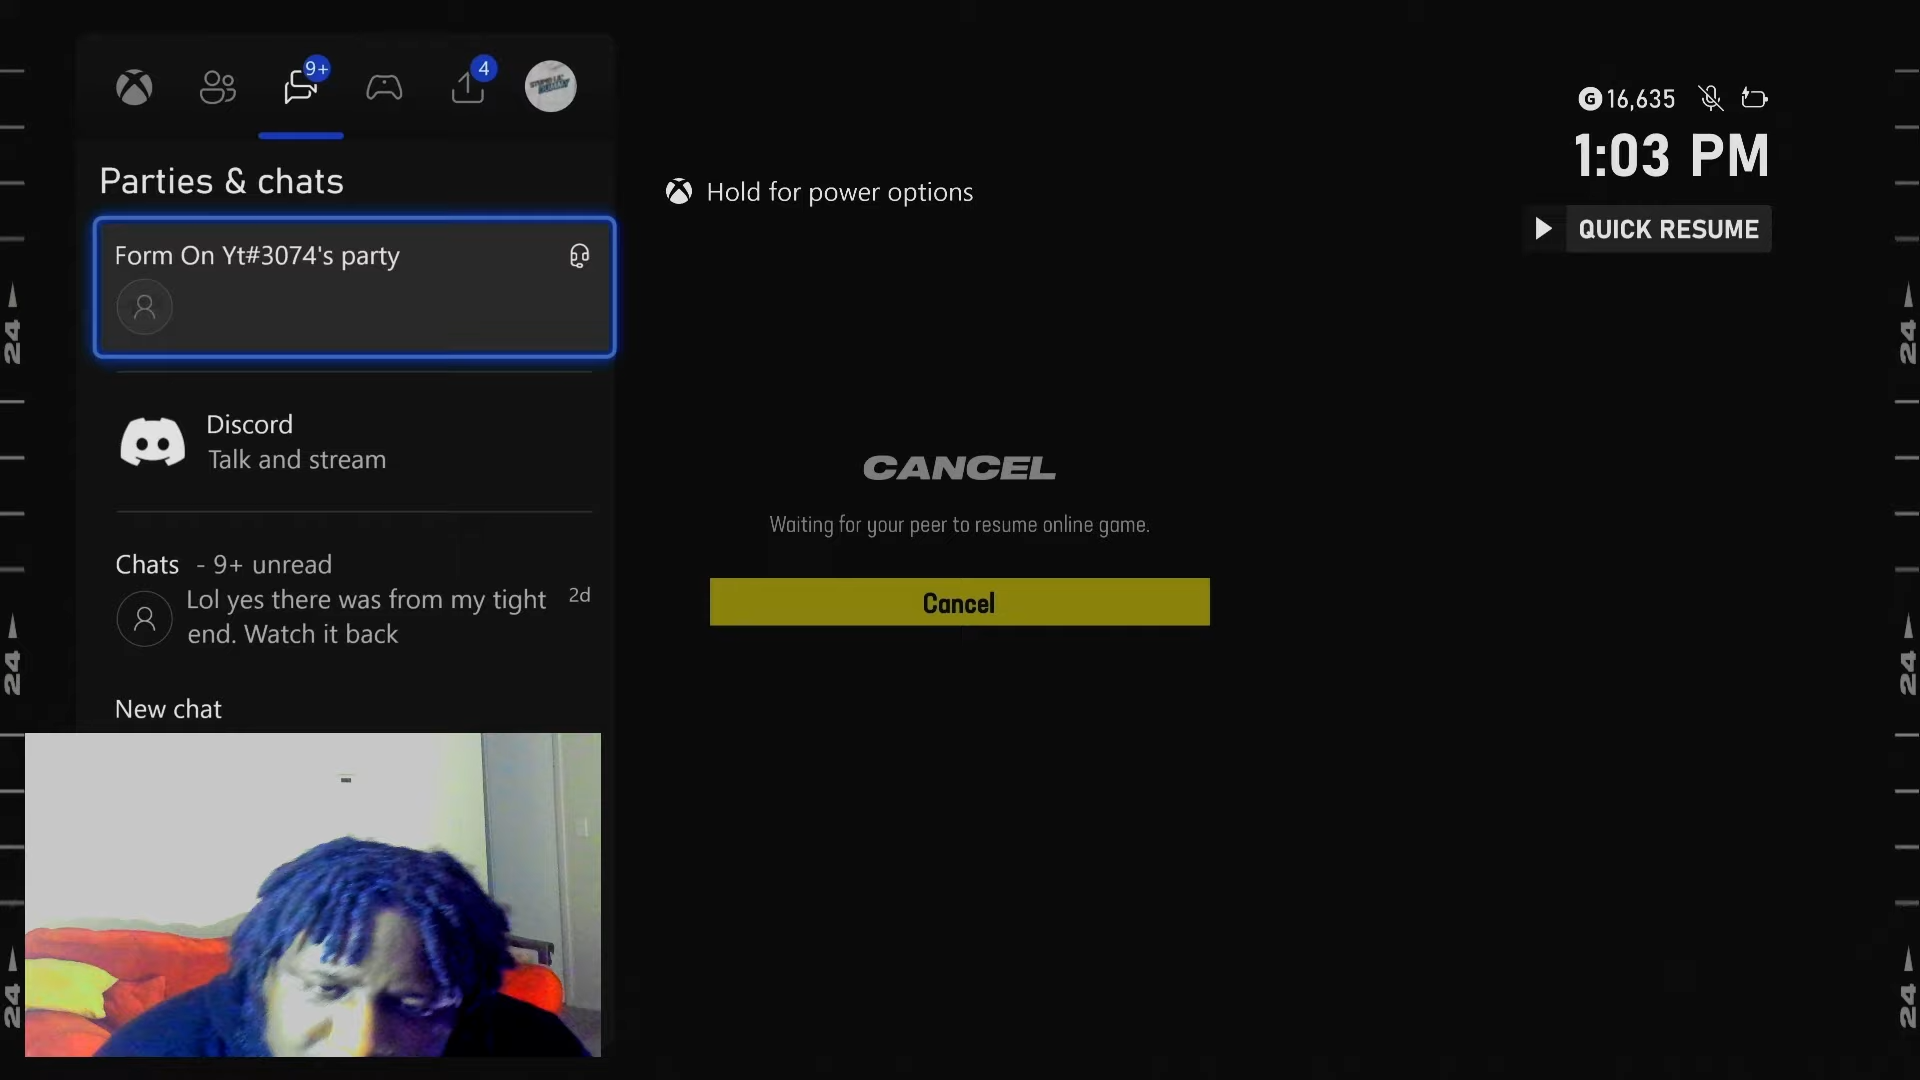 9+
4
Parties & chats
Form On Yt#3074's party
Discord
Talk and stream
Chats - 9+ unread
Lol yes there was from my tight 2d
end. Watch it back
New chat
Hold for power options
G 16,635
1:03 PM
QUICK RESUME
CANCEL
Waiting for your peer to resume online game.
Cancel
24
24
24
24
24
24